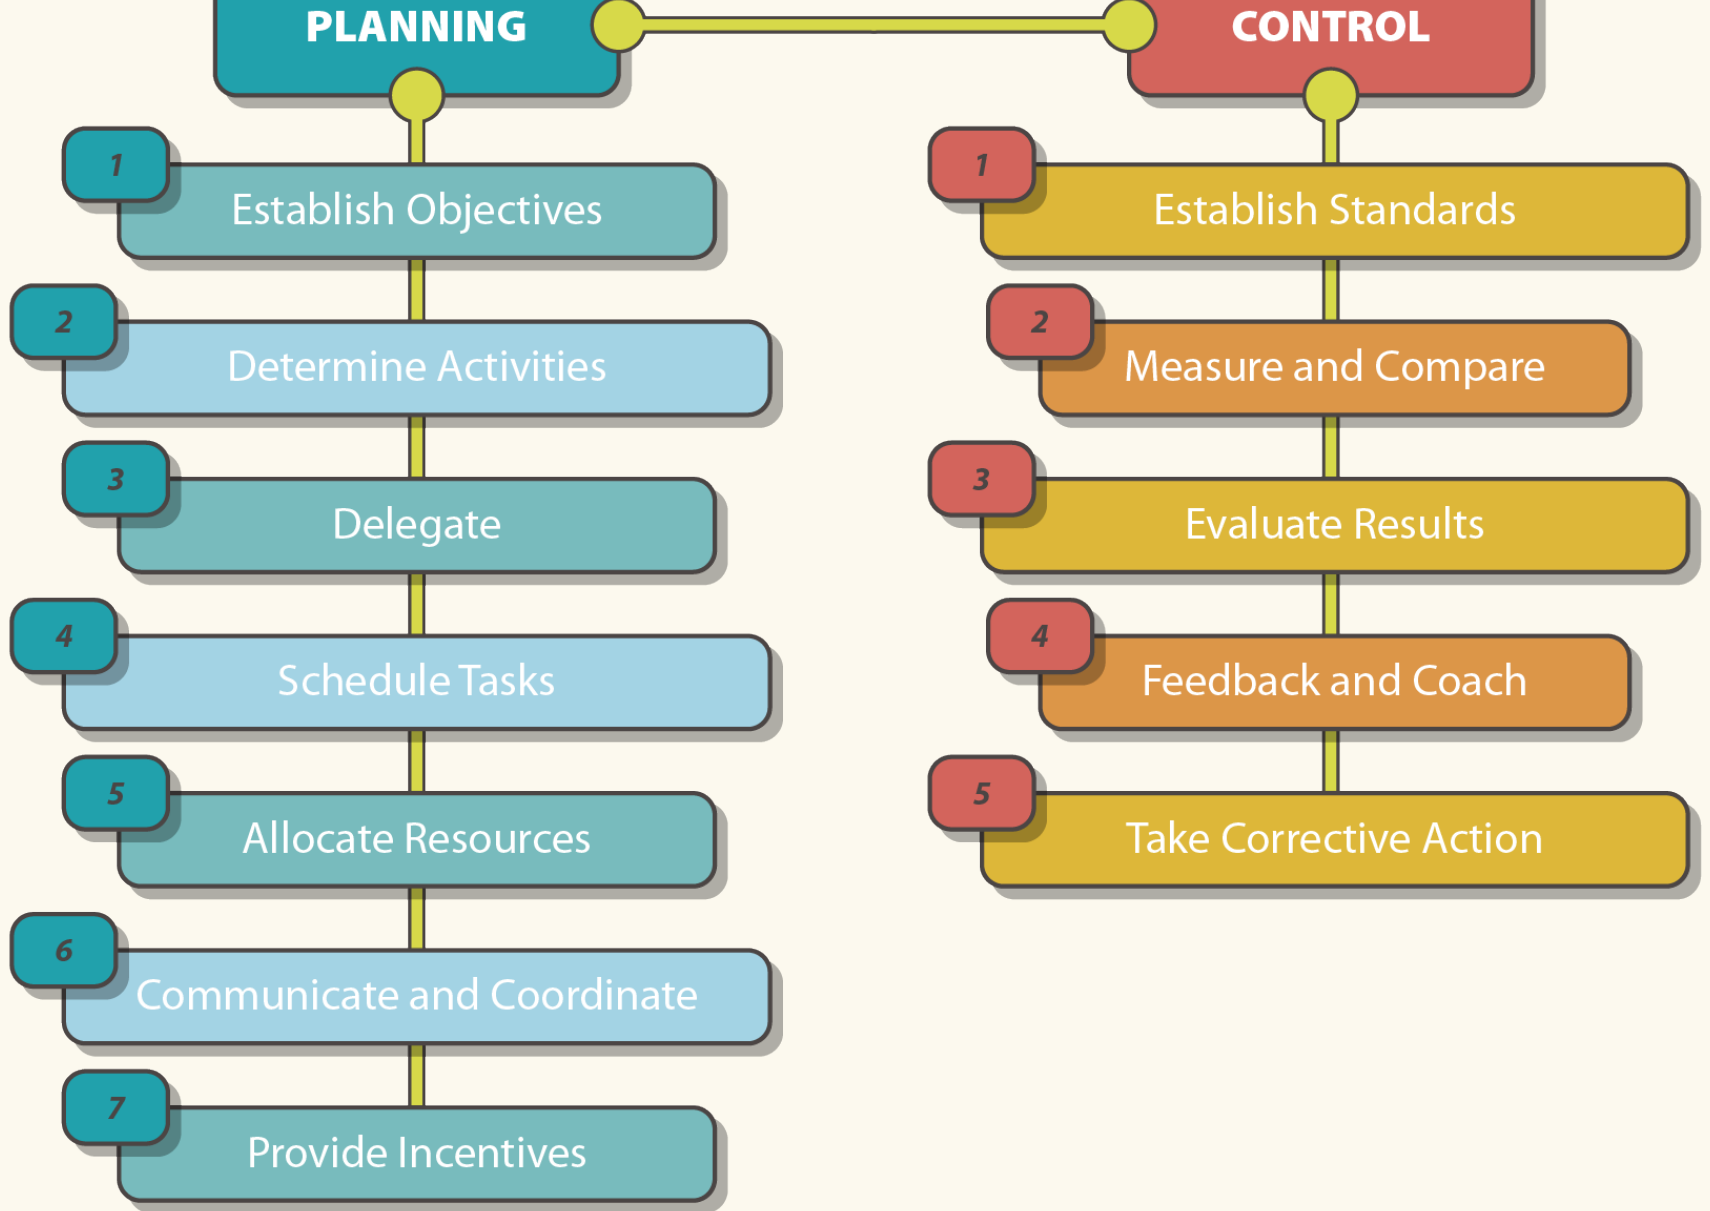 PLANNING
1
Establish Objectives
2
Determine Activities
3
Delegate
4
Schedule Tasks
5
Allocate Resources
6
Communicate and Coordinate
7
Provide Incentives
CONTROL
1
Establish Standards
2
Measure and Compare
3
Evaluate Results
4
Feedback and Coach
5
Take Corrective Action